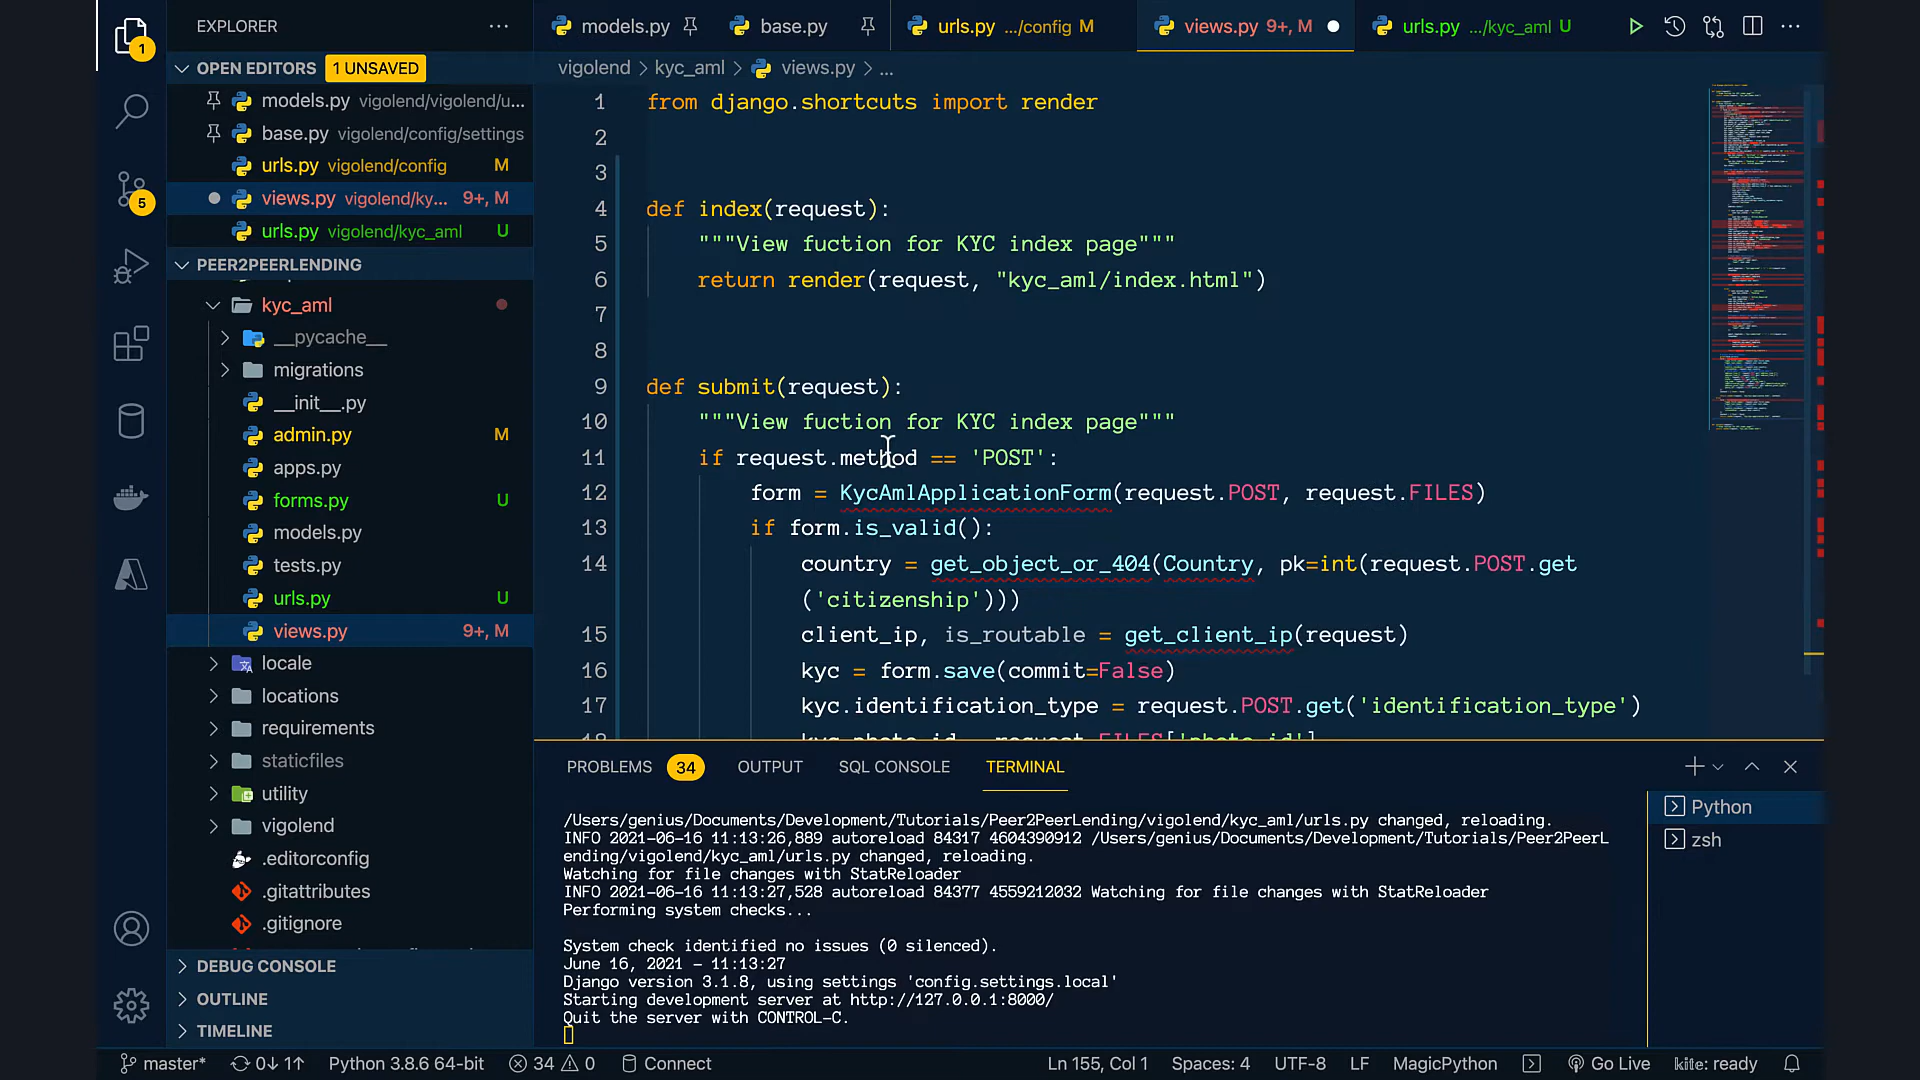 EXPLORER
models.py
base.py
urls.py .../config M
views.py 9+, M
urls.py .../kyc_aml U
1
OPEN EDITORS 1 UNSAVED
vigolend > kyc_aml > views.py > ...
models.py vigolend/vigolend/u...
base.py vigolend/config/settings
urls.py vigolend/config M
views.py vigolend/ky... 9+, M
urls.py vigolend/kyc_aml U
5
PEER2PEERLENDING
kyc_aml
__pycache__
migrations
__init__.py
admin.py M
apps.py
forms.py U
models.py
tests.py
urls.py U
views.py 9+, M
locale
locations
requirements
staticfiles
utility
vigolend
.editorconfig
.gitattributes
.gitignore
DEBUG CONSOLE
OUTLINE
TIMELINE
1 from django.shortcuts import render
2
3
4 def index(request):
5 """View fuction for KYC index page"""
6 return render(request, "kyc_aml/index.html")
7
8
9 def submit(request):
10 """View fuction for KYC index page"""
11 if request.method == 'POST':
12 form = KycAmlApplicationForm(request.POST, request.FILES)
13 if form.is_valid():
14 country = get_object_or_404(Country, pk=int(request.POST.get
('citizenship')))
15 client_ip, is_routable = get_client_ip(request)
16 kyc = form.save(commit=False)
17 kyc.identification_type = request.POST.get('identification_type')
18 kyc.photo_id = request.FILES['photo_id']
PROBLEMS 34 OUTPUT SQL CONSOLE TERMINAL
/Users/genius/Documents/Development/Tutorials/Peer2PeerLending/vigolend/kyc_aml/urls.py changed, reloading.
INFO 2021-06-16 11:13:26,889 autoreload 84317 4604390912 /Users/genius/Documents/Development/Tutorials/Peer2PeerL
ending/vigolend/kyc_aml/urls.py changed, reloading.
Watching for file changes with StatReloader
INFO 2021-06-16 11:13:27,528 autoreload 84377 4559212032 Watching for file changes with StatReloader
Performing system checks...
System check identified no issues (0 silenced).
June 16, 2021 - 11:13:27
Django version 3.1.8, using settings 'config.settings.local'
Starting development server at http://127.0.0.1:8000/
Quit the server with CONTROL-C.
Python
zsh
master* 0↓ 1↑ Python 3.8.6 64-bit 34 0 Connect Ln 155, Col 1 Spaces: 4 UTF-8 LF MagicPython Go Live kite: ready